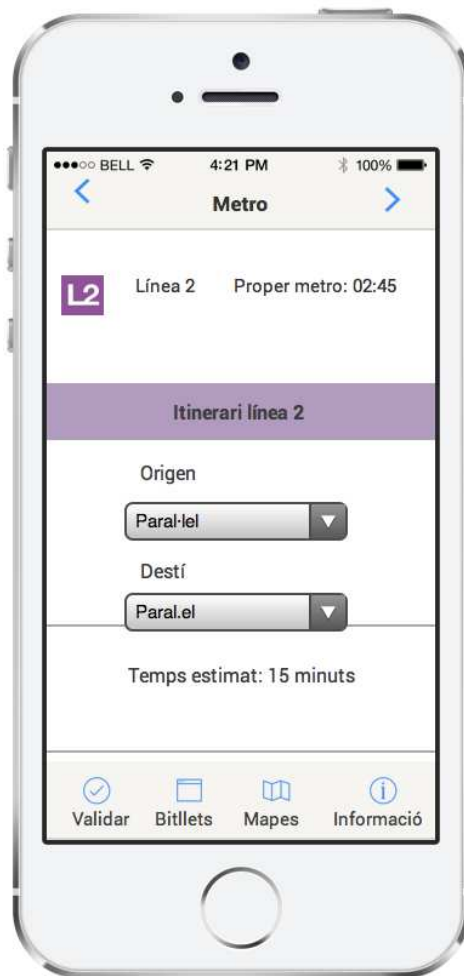 BELL 4:21 PM 100%
Metro
L2 Línea 2 Proper metro: 02:45
Itinerari línea 2
Origen
Paral·lel
Destí
Paral.el
Temps estimat: 15 minuts
Validar Bitllets Mapes Informació